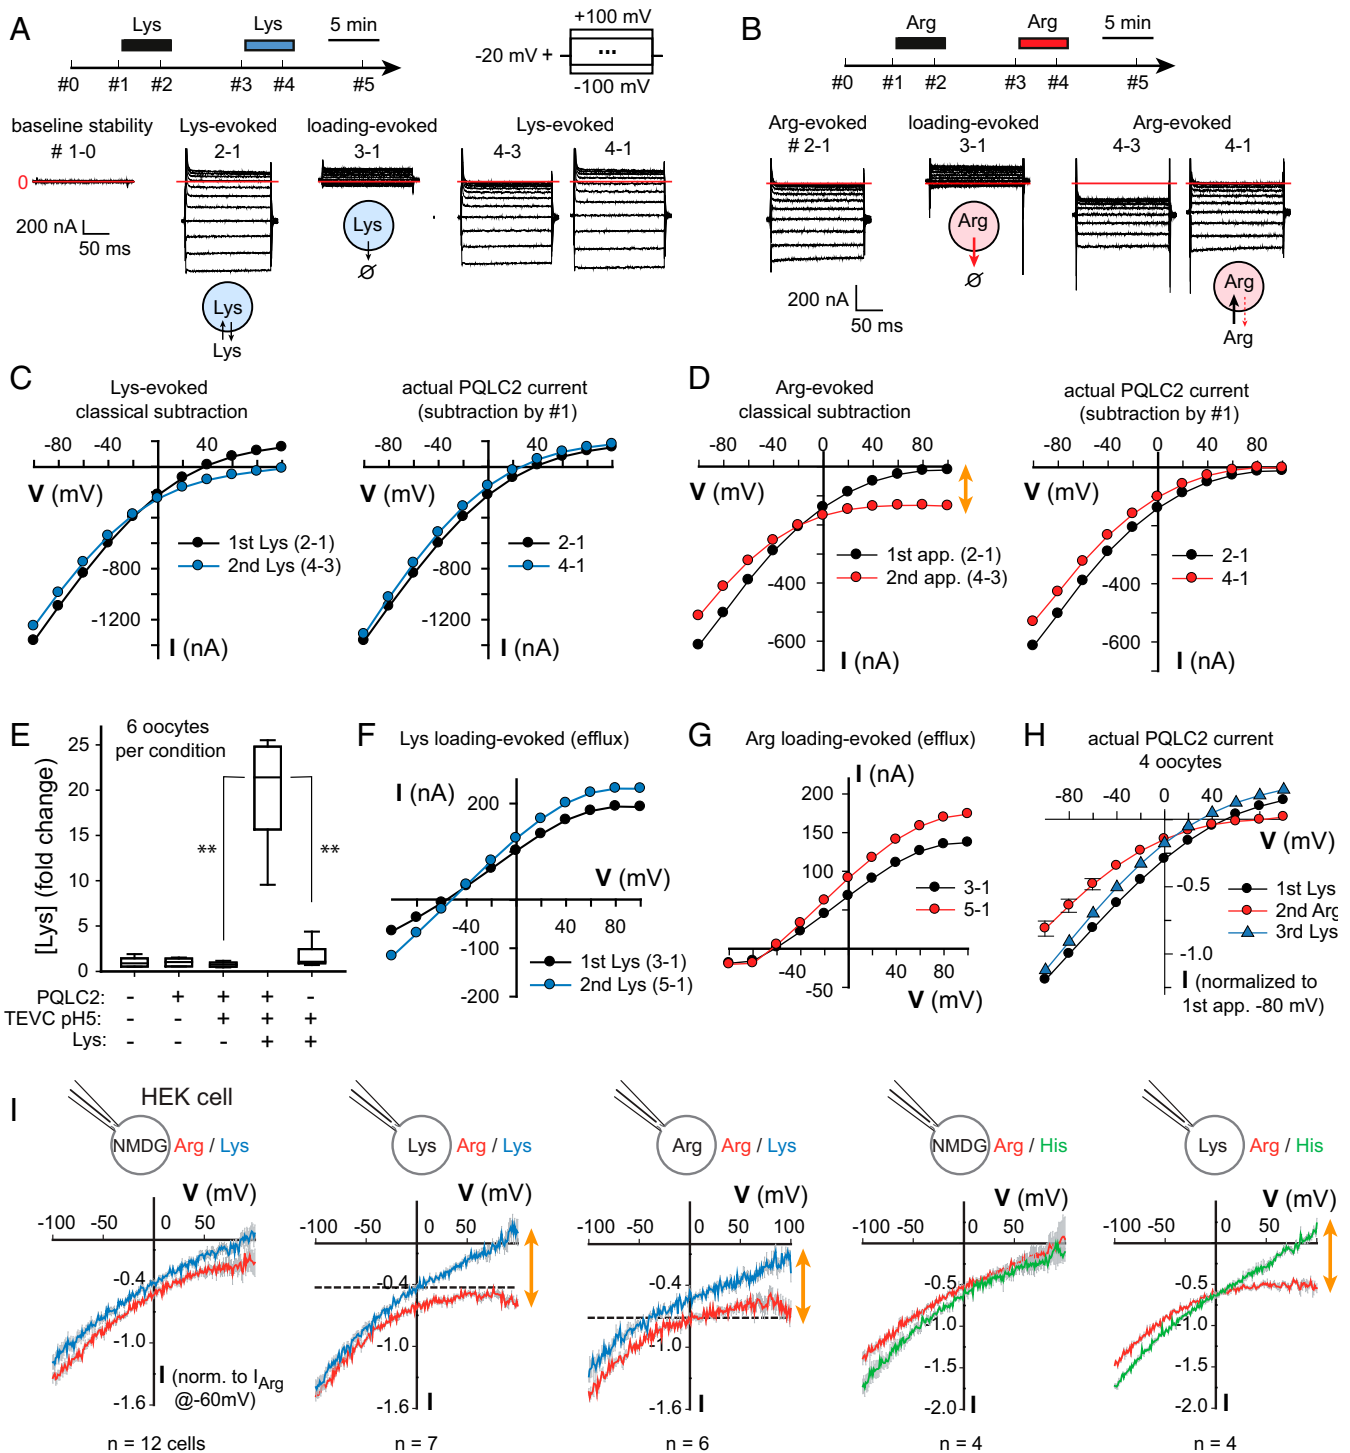 A
Lys
Lys
5 min
#0 #1 #2 #3 #4 #5
+100 mV
-20 mV
...
-100 mV
baseline stability
# 1-0
Lys-evoked
2-1
loading-evoked
3-1
Lys-evoked
4-3 4-1
0
200 nA
50 ms
Lys
Lys
Lys
Ø
B
Arg
Arg
5 min
#0 #1 #2 #3 #4 #5
Arg-evoked
# 2-1
loading-evoked
3-1
Arg-evoked
4-3 4-1
200 nA
50 ms
Arg
Ø
Arg
Arg
C
Lys-evoked
classical subtraction
-80 -40 40
V (mV)
1st Lys (2-1)
2nd Lys (4-3)
-800
-1200
I (nA)
actual PQLC2 current
(subtraction by #1)
-80 -40 0 40 80
V (mV)
2-1
4-1
-800
-1200
I (nA)
D
Arg-evoked
classical subtraction
-80 -40 0 40 80
V (mV)
1st app. (2-1)
2nd app. (4-3)
-400
-600
I (nA)
actual PQLC2 current
(subtraction by #1)
-80 -40 0 40 80
V (mV)
2-1
4-1
-400
-600
I (nA)
E
6 oocytes
per condition
[Lys] (fold change)
25
20
15
10
5
0
**
**
PQLC2: - + + + -
TEVC pH5: - - + + +
Lys: - - - + +
F
Lys loading-evoked (efflux)
I (nA)
200
V (mV)
-40 40 80
-100
-200
1st Lys (3-1)
2nd Lys (5-1)
G
Arg loading-evoked (efflux)
I (nA)
200
150
100
50
3-1
5-1
-40 40 80
-50
V (mV)
H
actual PQLC2 current
4 oocytes
-80 -40 0 40
V (mV)
-0.5
-1.0
1st Lys
2nd Arg
3rd Lys
I (normalized to
1st app. -80 mV)
I
HEK cell
NMDG
Arg / Lys
V (mV)
-100 -50 0 50
-0.4
-1.0
-1.6
I (norm. to IArg
@-60mV)
n = 12 cells
Lys
Arg / Lys
V (mV)
-100 -50 0 50
-0.4
-1.0
-1.6
I
n = 7
Arg
Arg / Lys
V (mV)
-100 -50 0 50 100
-0.4
-1.0
-1.6
I
n = 6
NMDG
Arg / His
V (mV)
-100 -50 0 50
-0.5
-1.0
-1.5
-2.0
I
n = 4
Lys
Arg / His
V (mV)
-100 -50 0 50
-0.5
-1.0
-1.5
-2.0
I
n = 4